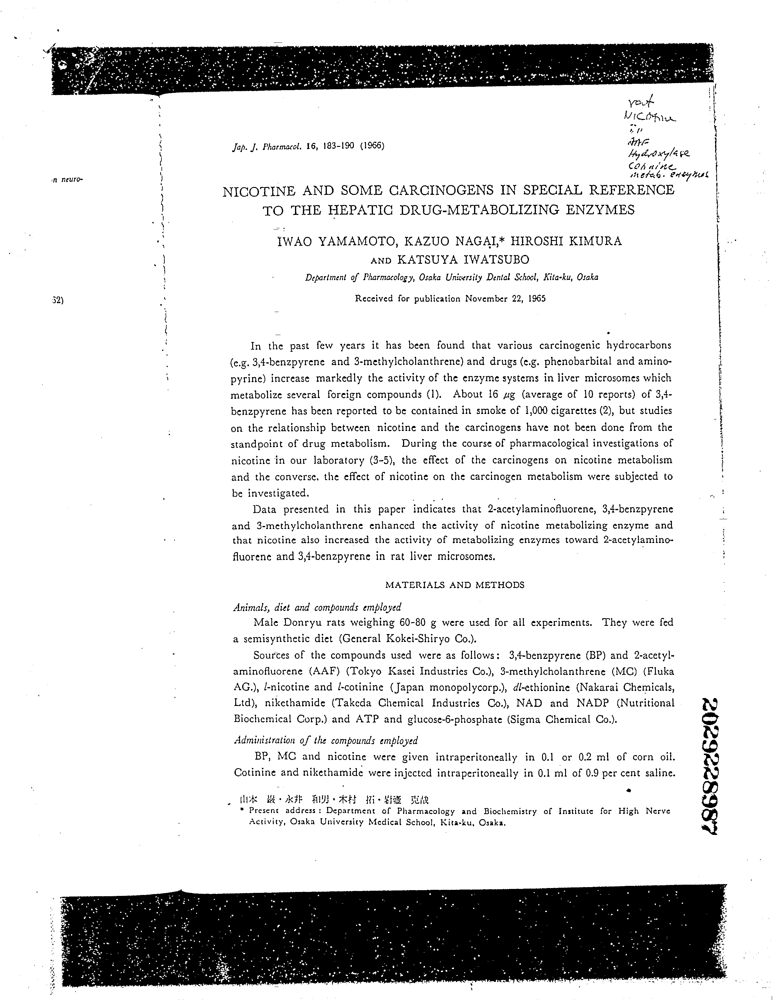 NICOTINE
in
AAF
Hydroxylase
metab. enzymes
Jap. J. Pharmacol. 16, 183-190 (1966)
n neuro-
NICOTINE AND SOME CARCINOGENS IN SPECIAL REFERENCE
TO THE HEPATIC DRUG-METABOLIZING ENZYMES
IWAO YAMAMOTO, KAZUO NAGAI,* HIROSHI KIMURA
AND KATSUYA IWATSUBO
Department of Pharmacology, Osaka University Dental School, Kita-ku, Osaka
52)
Received for publication November 22, 1965
In the past few years it has been found that various carcinogenic hydrocarbons
(e.g. 3,4-benzpyrene and 3-methylcholanthrene) and drugs (e.g. phenobarbital and amino-
pyrine) increase markedly the activity of the enzyme systems in liver microsomes which
metabolize several foreign compounds (1). About 16 μg (average of 10 reports) of 3,4-
benzpyrene has been reported to be contained in smoke of 1,000 cigarettes (2), but studies
on the relationship between nicotine and the carcinogens have not been done from the
standpoint of drug metabolism. During the course of pharmacological investigations of
nicotine in our laboratory (3-5), the effect of the carcinogens on nicotine metabolism
and the converse, the effect of nicotine on the carcinogen metabolism were subjected to
be investigated.
Data presented in this paper indicates that 2-acetylaminofluorene, 3,4-benzpyrene
and 3-methylcholanthrene enhanced the activity of nicotine metabolizing enzyme and
that nicotine also increased the activity of metabolizing enzymes toward 2-acetylamino-
fluorene and 3,4-benzpyrene in rat liver microsomes.
MATERIALS AND METHODS
Animals, diet and compounds employed
Male Donryu rats weighing 60-80 g were used for all experiments. They were fed
a semisynthetic diet (General Kokei-Shiryo Co.).
Sources of the compounds used were as follows: 3,4-benzpyrene (BP) and 2-acetyl-
aminofluorene (AAF) (Tokyo Kasei Industries Co.), 3-methylcholanthrene (MC) (Fluka
AG.), l-nicotine and l-cotinine (Japan monopolycorp.), dl-ethionine (Nakarai Chemicals,
Ltd), nikethamide (Takeda Chemical Industries Co.), NAD and NADP (Nutritional
Biochemical Corp.) and ATP and glucose-6-phosphate (Sigma Chemical Co.).
Administration of the compounds employed
BP, MC and nicotine were given intraperitoneally in 0.1 or 0.2 ml of corn oil.
Cotinine and nikethamide were injected intraperitoneally in 0.1 ml of 0.9 per cent saline.
山本 巌・永井 和男・木村 拓・岩壺 克哉
* Present address: Department of Pharmacology and Biochemistry of Institute for High Nerve
Activity, Osaka University Medical School, Kita-ku, Osaka.
2029228987